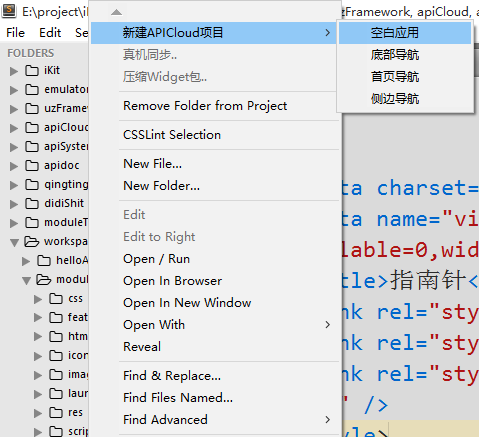 E:\project\i
etFramework, apiCloud, a
File Edit Sel
FOLDERS
iKit
emulator
uzFrame
apiCloud
apiSystem
apidoc
qingting
didiShit
moduleT
workspa
helloA
modul
css
feat
htm
icon
imag
laun
res
script
新建APICloud项目
真机同步..
压缩Widget包..
Remove Folder from Project
CSSLint Selection
New File...
New Folder...
Edit
Edit to Right
Open / Run
Open In Browser
Open In New Window
Open With
Reveal
Find & Replace...
Find Files Named...
Find Advanced
空白应用
底部导航
首页导航
侧边导航
ta charset=
ta name="vi
lable=0,wid
tle>指南针<
nk rel="sty
nk rel="sty
nk rel="sty
" />
yle>